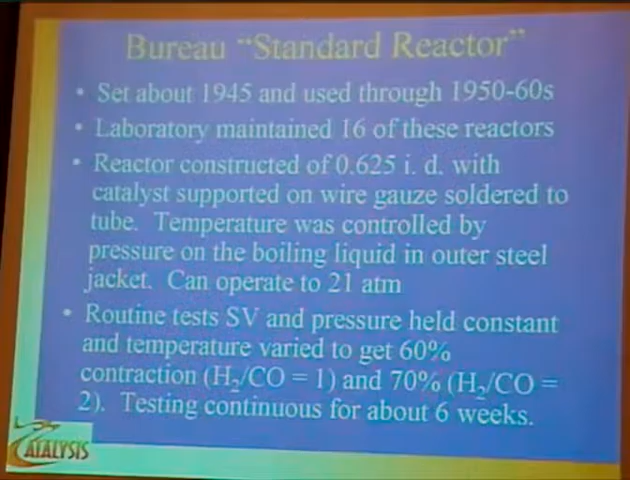 Bureau “Standard Reactor”
• Set about 1945 and used through 1950-60s
• Laboratory maintained 16 of these reactors
• Reactor constructed of 0.625 i. d. with
catalyst supported on wire gauze soldered to
tube. Temperature was controlled by
pressure on the boiling liquid in outer steel
jacket. Can operate to 21 atm
• Routine tests SV and pressure held constant
and temperature varied to get 60%
contraction (H₂/CO = 1) and 70% (H₂/CO =
2). Testing continuous for about 6 weeks.
CATALYSIS